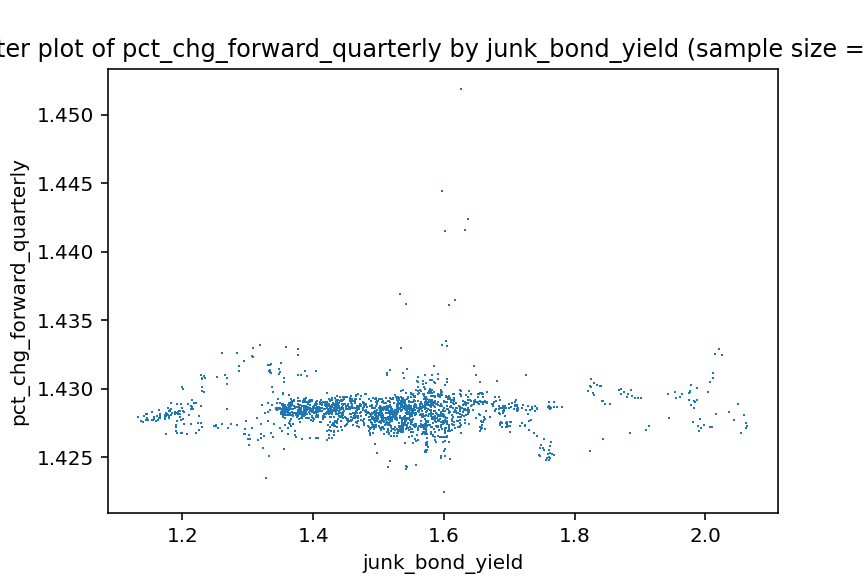 ter plot of pct_chg_forward_quarterly by junk_bond_yield (sample size =
1.450
1.445
1.440
1.435
1.430
1.425
pct_chg_forward_quarterly
1.2 1.4 1.6 1.8 2.0
junk_bond_yield